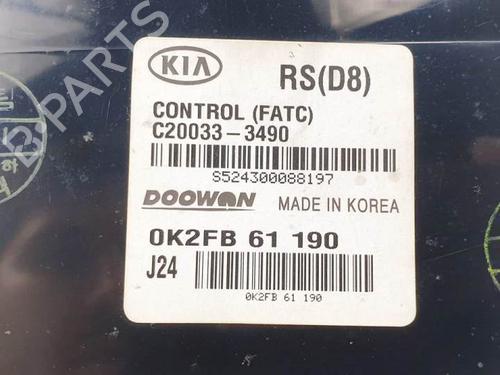 KIA
RS(D8)
CONTROL (FATC)
C20033-3490
S524300088197
DOOWON
MADE IN KOREA
0K2FB 61 190
J24
0K2FB 61 190
B-PARTS